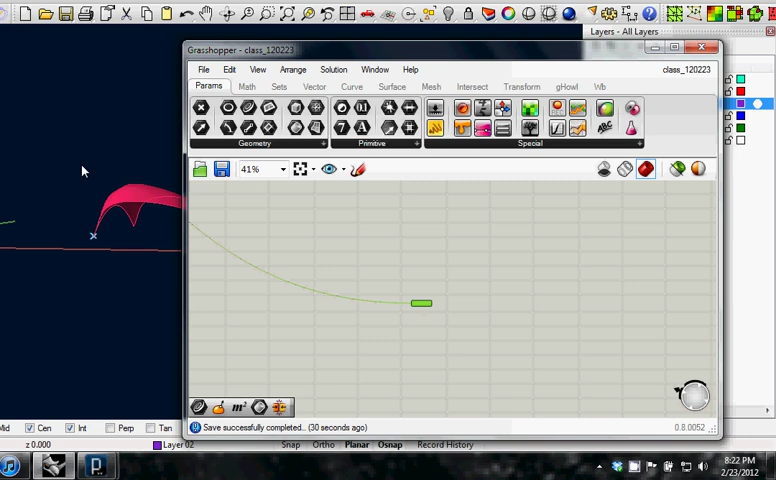 Layers - All Layers
Grasshopper - class_120223
File Edit View Arrange Solution Window Help
class_120223
Params Math Sets Vector Curve Surface Mesh Intersect Transform gHowl Wb
Geometry
Primitive
Special
41%
m²
Save successfully completed... (30 seconds ago)
0.8.0052
Mid Cen Int Perp Tan
z 0.000 Layer 02 Snap Ortho Planar Osnap Record History
8:22 PM
2/23/2012